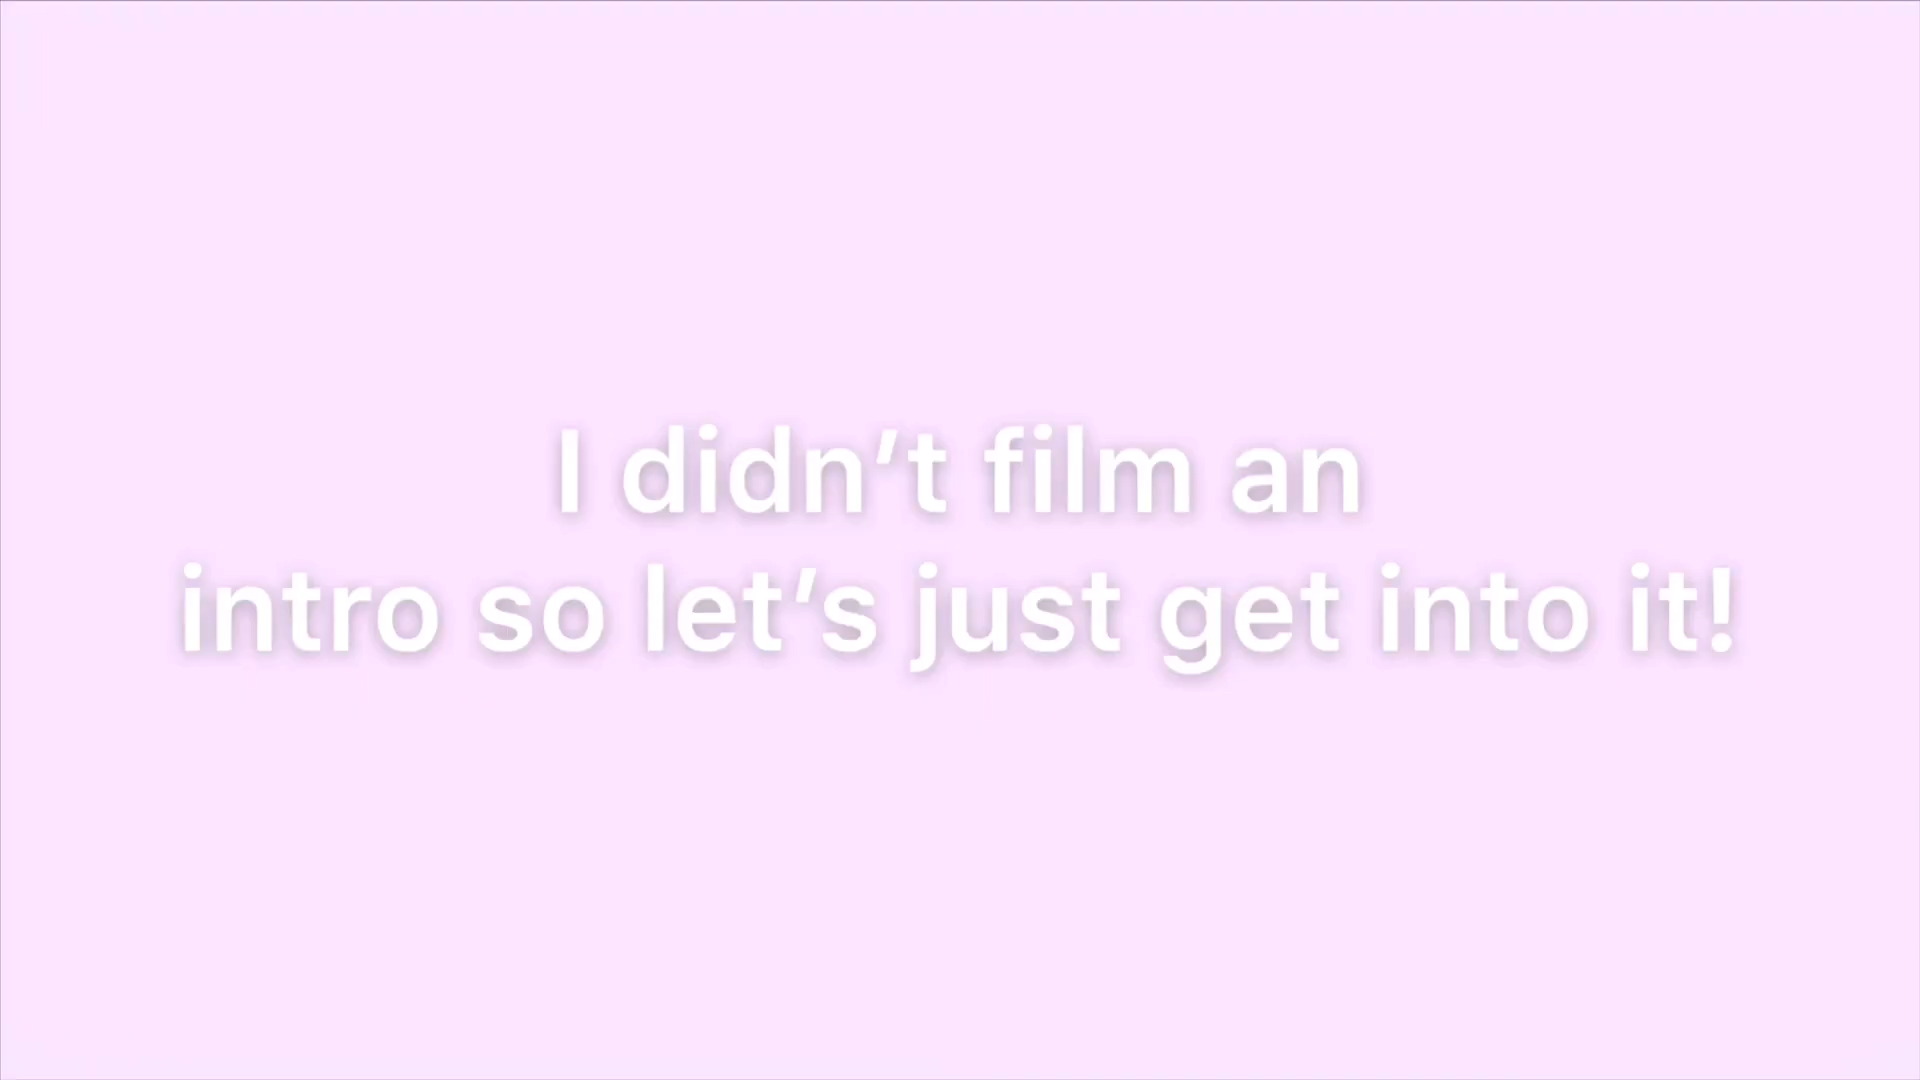 I didn’t film an
intro so let’s just get into it!